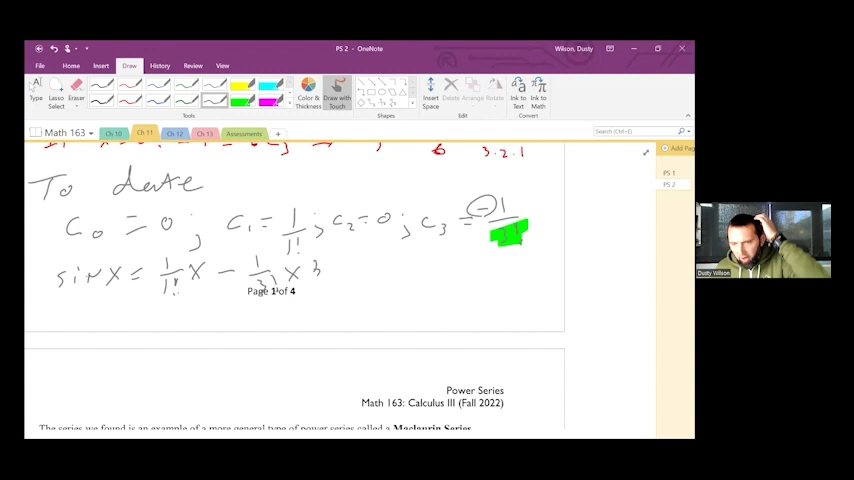 PS 2 - OneNote
Wilson, Dusty
File Home Insert Draw History Review View
Type Lasso Select Eraser Color & Thickness Draw with Touch Insert Space Delete Arrange Rotate Ink to Text Ink to Math
Tools Shapes Edit Convert
Math 163 Ch 10 Ch 11 Ch 12 Ch 13 Assessments + Search (Ctrl+E)
Add Pag
PS 1
PS 2
6 3·2·1
To date
C₀ = 0; C₁ = 1/1!; C₂ = 0; C₃ = -1/3!
sin x = 1/1! x - 1/3! x³
Page 1 of 4
Power Series
Math 163: Calculus III (Fall 2022)
The series we found is an example of a more general type of power series called a Maclaurin Series
Dusty Wilson